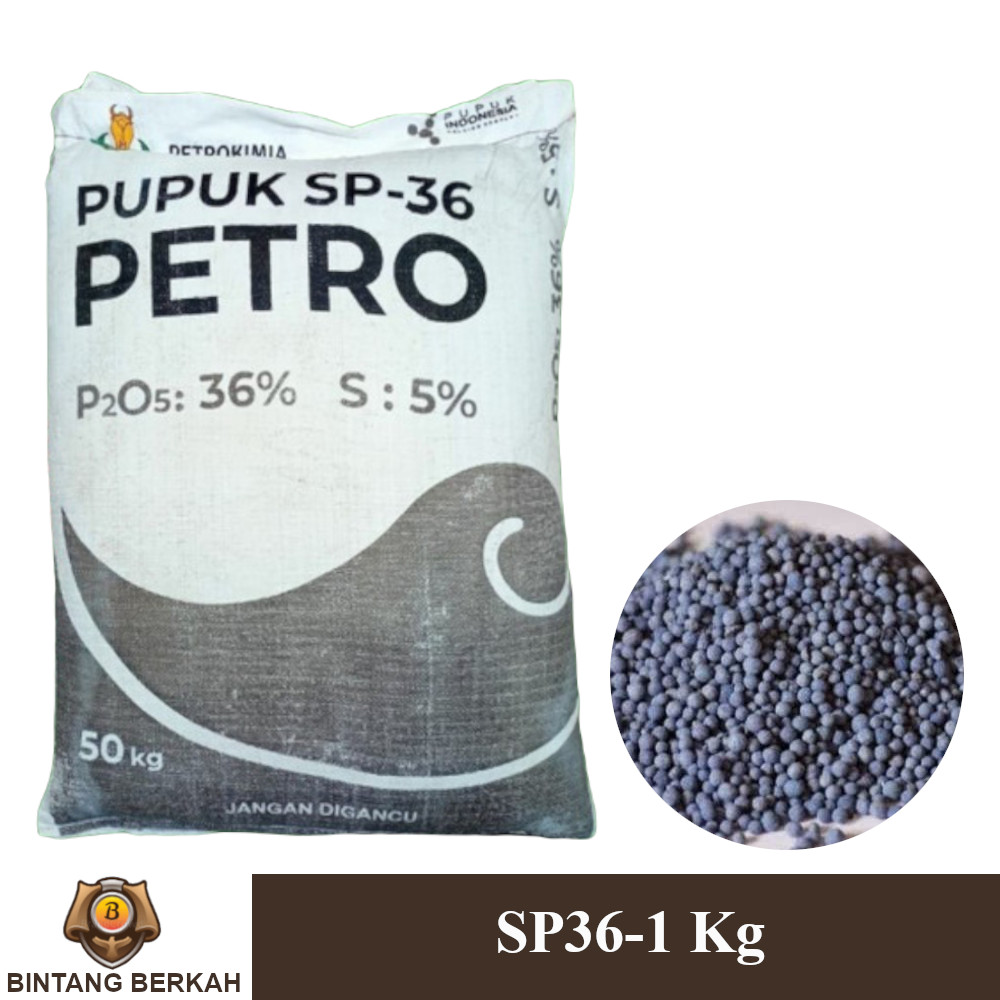 PETROKIMIA
PUPUK
INDONESIA
PUPUK SP-36
PETRO
P2O5: 36% S : 5%
50 kg
JANGAN DIGANCU
B
BINTANG BERKAH
SP36-1 Kg